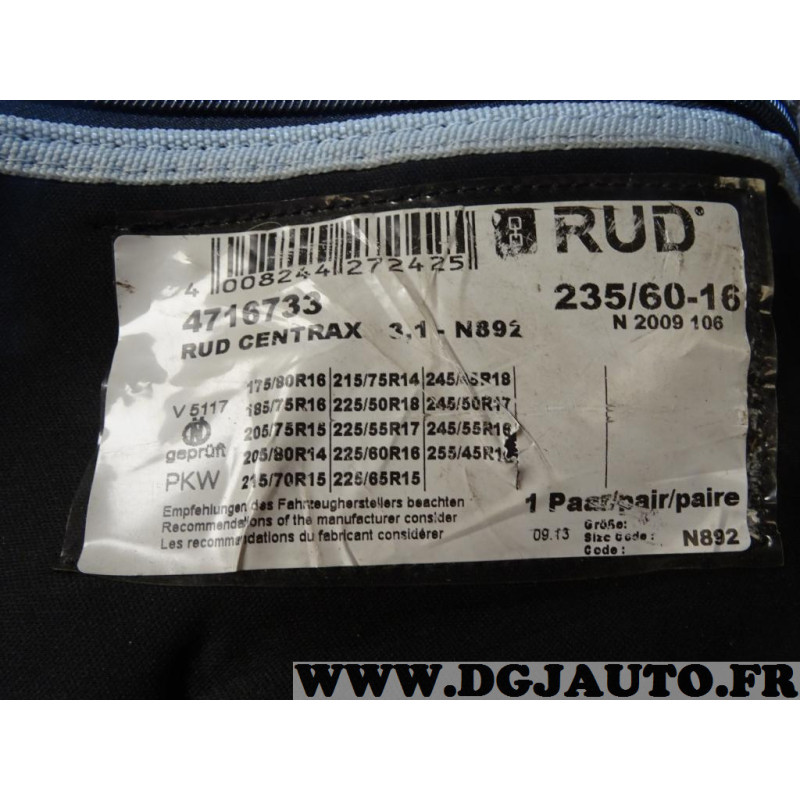 RUD®
4 008244 272425
4716733
235/60-16
RUD CENTRAX 3,1 - N892
N 2009 106
175/80R16 215/75R14 245/45R18
V 5117
185/75R16 225/50R18 245/50R17
205/75R15 225/55R17 245/55R16
geprüft
205/80R14 225/60R16 255/45R18
PKW
215/70R15 225/65R15
Empfehlungen des Fahrzeugherstellers beachten
Recommendations of the manufacturer consider
Les recommandations du fabricant considérer
1 Paar/pair/paire
09.13
Größe:
Size Code:
Code :
N892
WWW.DGJAUTO.FR